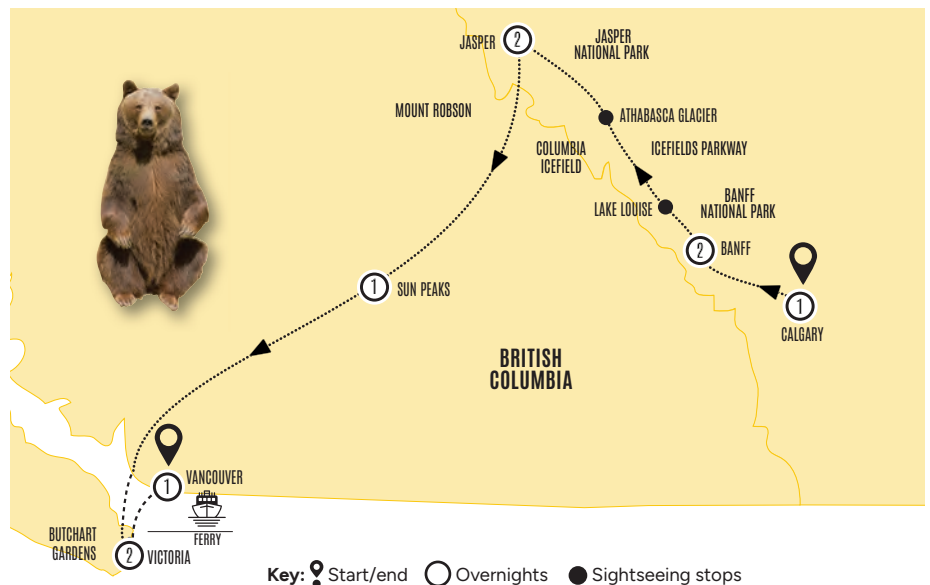 JASPER
2
JASPER
NATIONAL PARK
MOUNT ROBSON
ATHABASCA GLACIER
COLUMBIA
ICEFIELD
ICEFIELDS PARKWAY
BANFF
NATIONAL PARK
LAKE LOUISE
2
BANFF
1
SUN PEAKS
1
CALGARY
BRITISH
COLUMBIA
1
VANCOUVER
FERRY
BUTCHART
GARDENS
2
VICTORIA
Key: Start/end Overnights Sightseeing stops